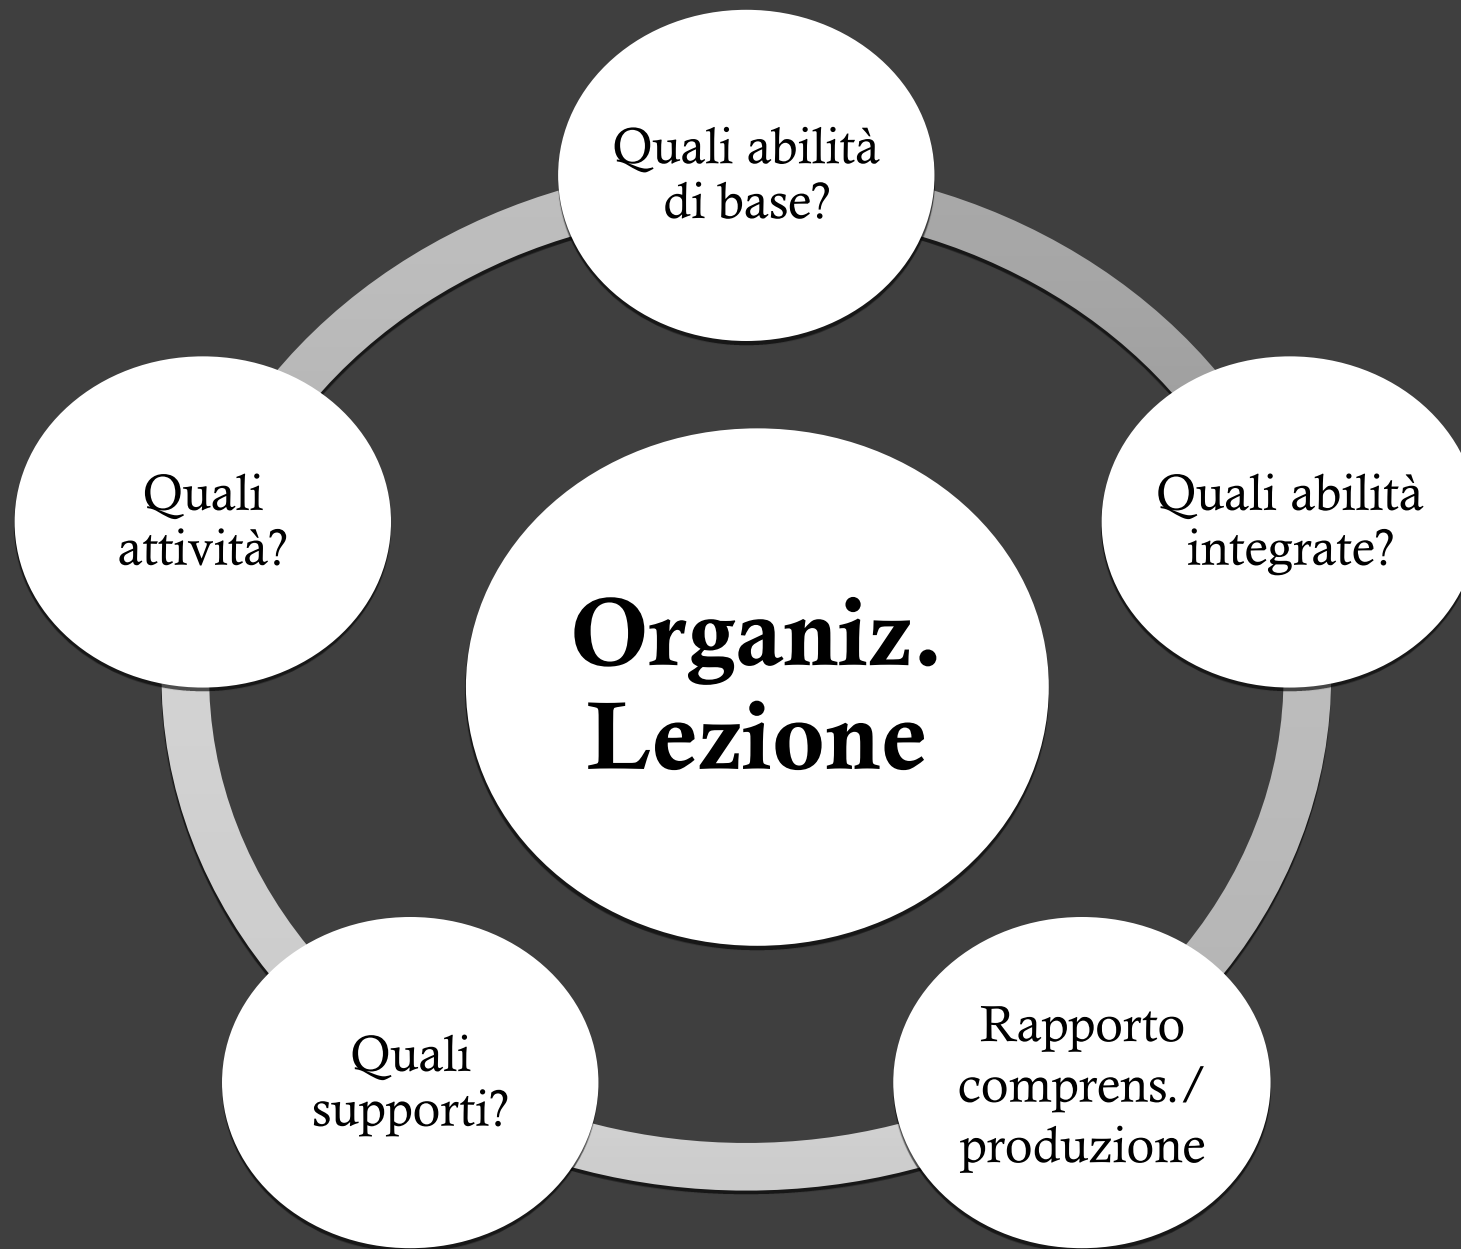 Quali abilità
di base?
Quali abilità
integrate?
Rapporto
comprens./
produzione
Quali
supporti?
Quali
attività?
Organiz.
Lezione